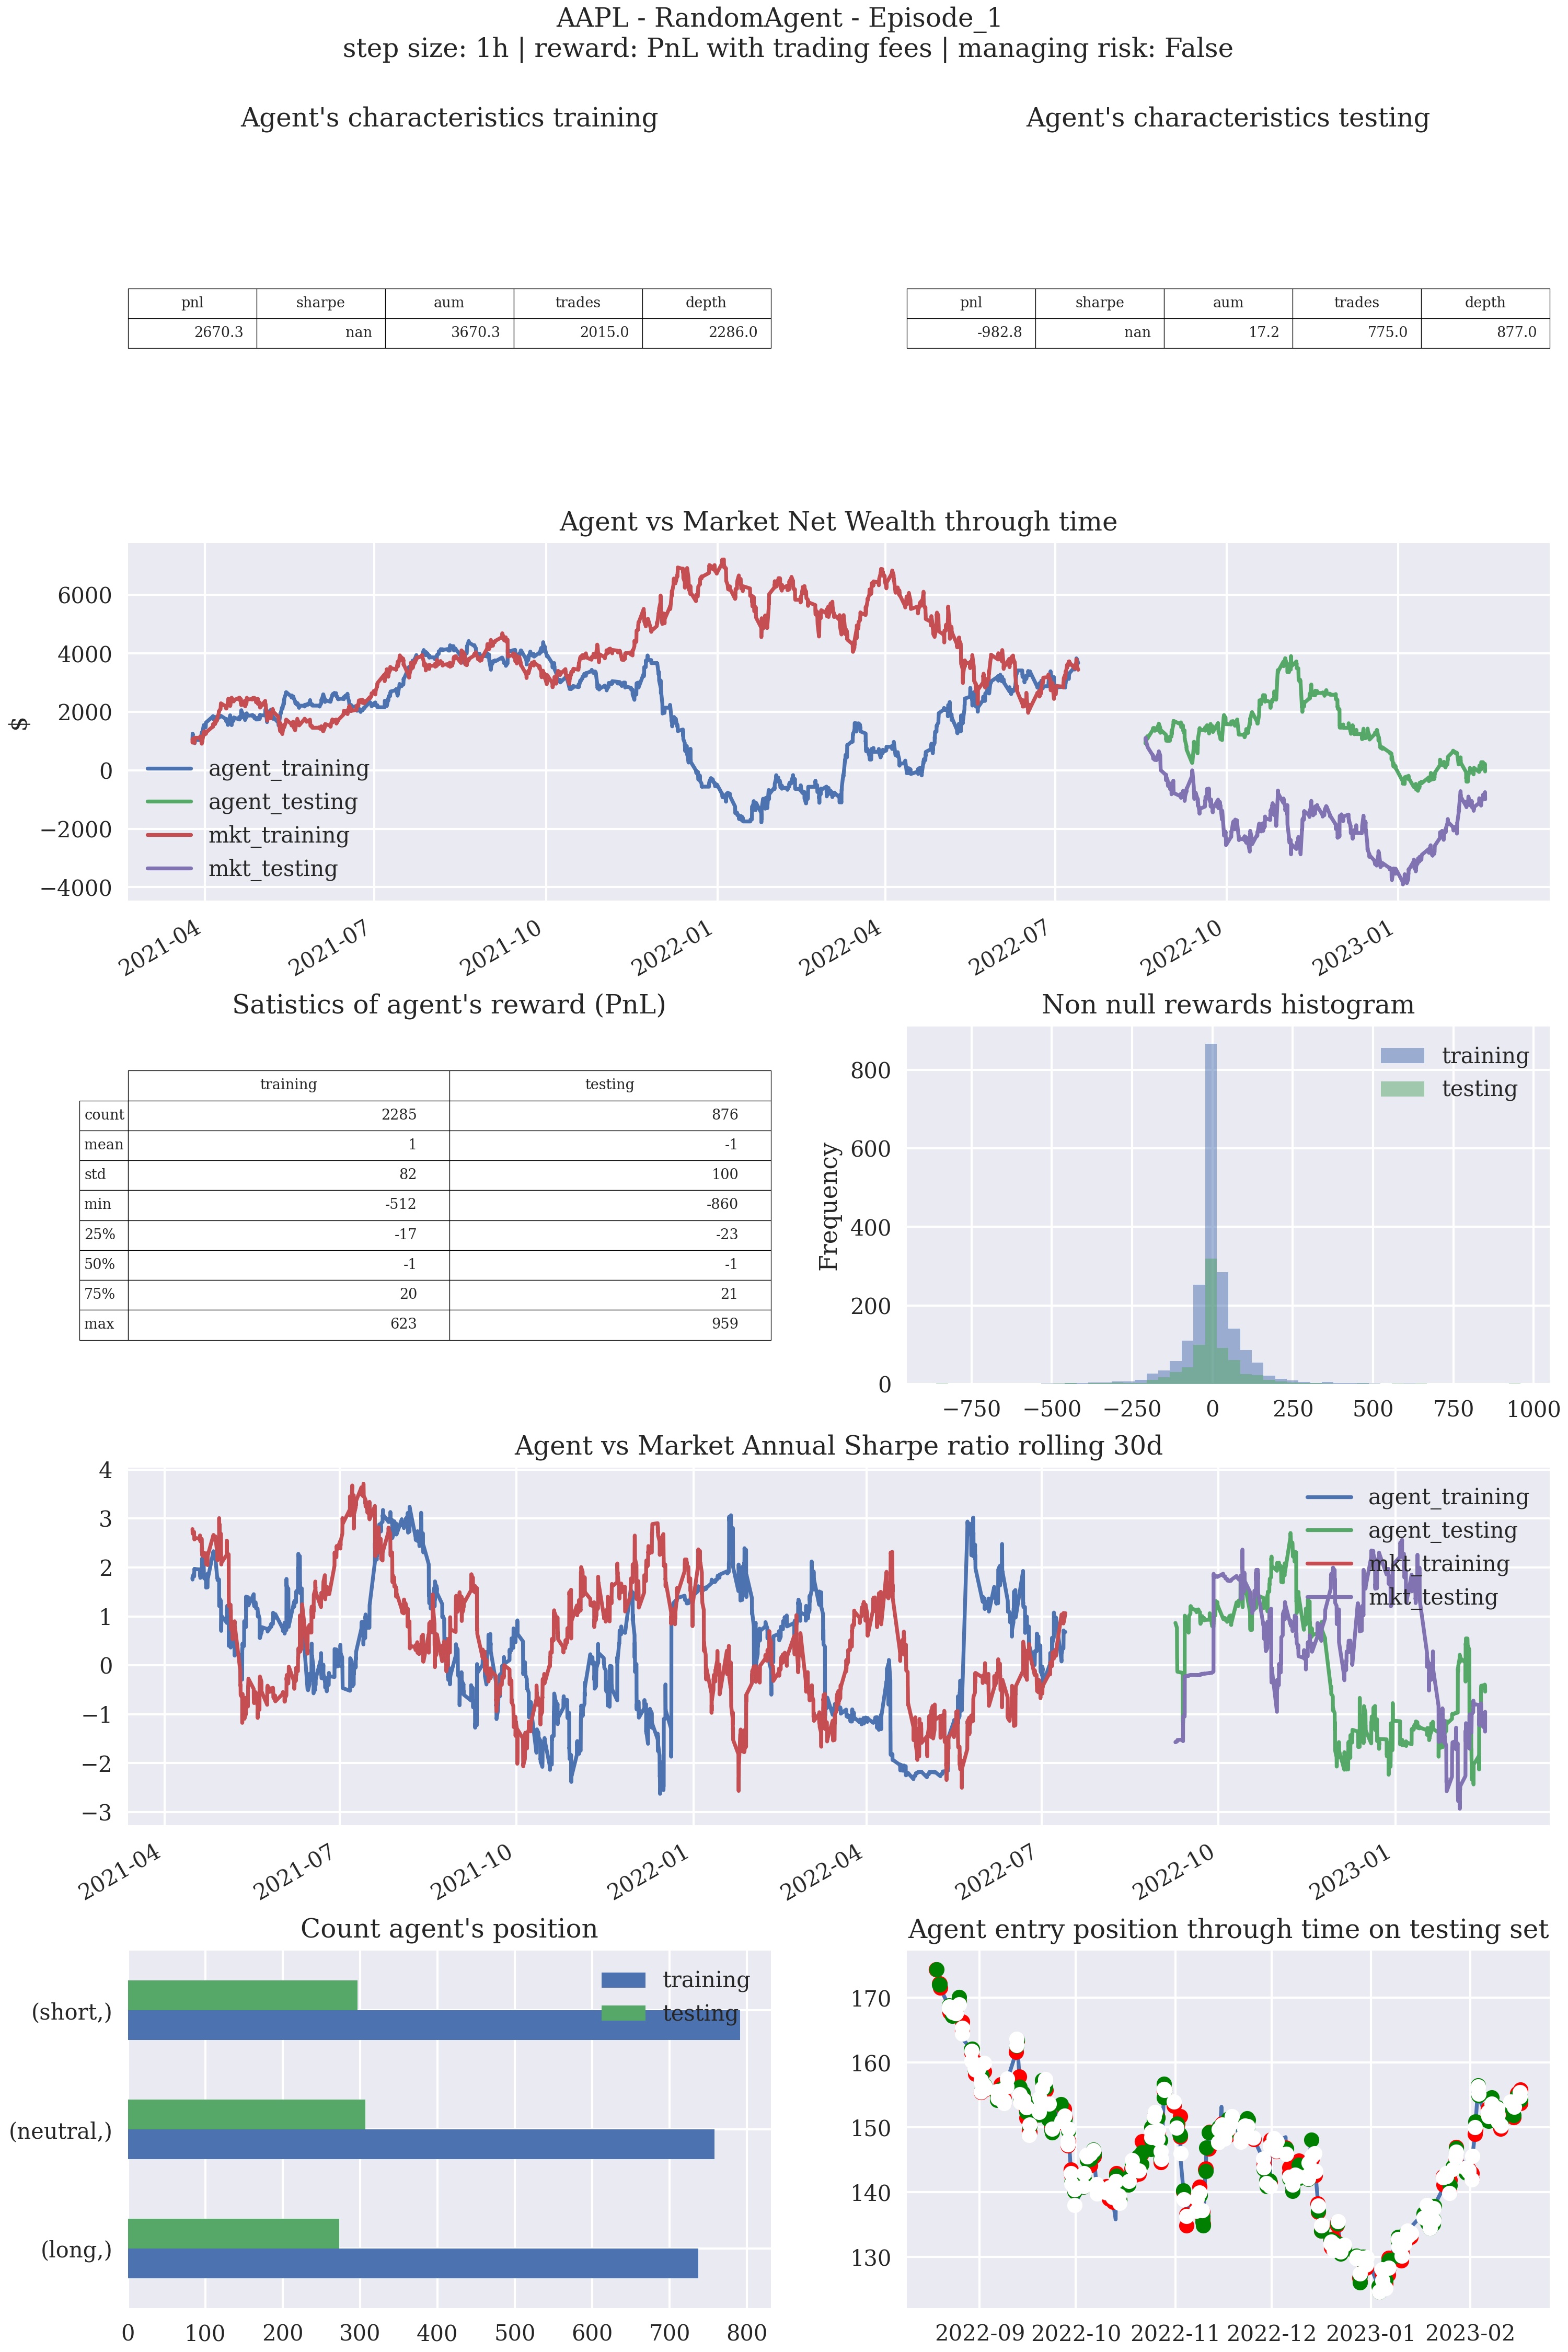 AAPL - RandomAgent - Episode_1
step size: 1h | reward: PnL with trading fees | managing risk: False
Agent's characteristics training
pnl sharpe aum trades depth
2670.3 nan 3670.3 2015.0 2286.0
Agent's characteristics testing
pnl sharpe aum trades depth
-982.8 nan 17.2 775.0 877.0
Agent vs Market Net Wealth through time
$
6000
4000
2000
0
−2000
−4000
agent_training
agent_testing
mkt_training
mkt_testing
2021-04 2021-07 2021-10 2022-01 2022-04 2022-07 2022-10 2023-01
Satistics of agent's reward (PnL)
training testing
count 2285 876
mean 1 -1
std 82 100
min -512 -860
25% -17 -23
50% -1 -1
75% 20 21
max 623 959
Non null rewards histogram
Frequency
800
600
400
200
0
training
testing
−750 −500 −250 0 250 500 750 1000
Agent vs Market Annual Sharpe ratio rolling 30d
4
3
2
1
0
−1
−2
−3
agent_training
agent_testing
mkt_training
mkt_testing
2021-04 2021-07 2021-10 2022-01 2022-04 2022-07 2022-10 2023-01
Count agent's position
(short,)
(neutral,)
(long,)
training
testing
0 100 200 300 400 500 600 700 800
Agent entry position through time on testing set
170
160
150
140
130
2022-09 2022-10 2022-11 2022-12 2023-01 2023-02